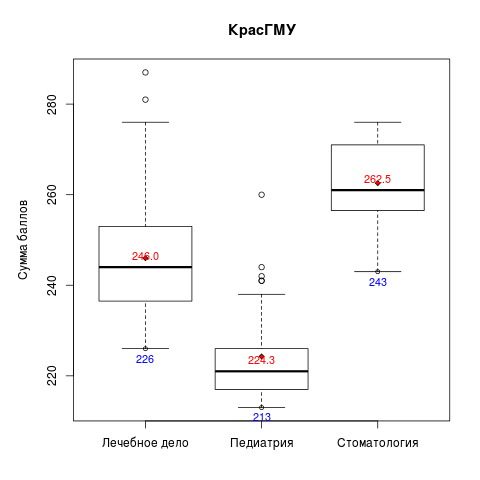 КрасГМУ
Сумма баллов
280
260
240
220
246.0
226
224.3
213
262.5
243
Лечебное дело
Педиатрия
Стоматология